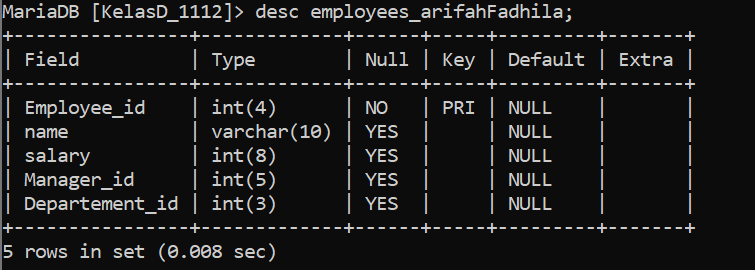 MariaDB [KelasD_1112]> desc employees_arifahFadhila;
+----------------+-------------+------+-----+---------+-------+
| Field          | Type        | Null | Key | Default | Extra |
+----------------+-------------+------+-----+---------+-------+
| Employee_id    | int(4)      | NO   | PRI | NULL    |       |
| name           | varchar(10) | YES  |     | NULL    |       |
| salary         | int(8)      | YES  |     | NULL    |       |
| Manager_id     | int(5)      | YES  |     | NULL    |       |
| Departement_id | int(3)      | YES  |     | NULL    |       |
+----------------+-------------+------+-----+---------+-------+
5 rows in set (0.008 sec)